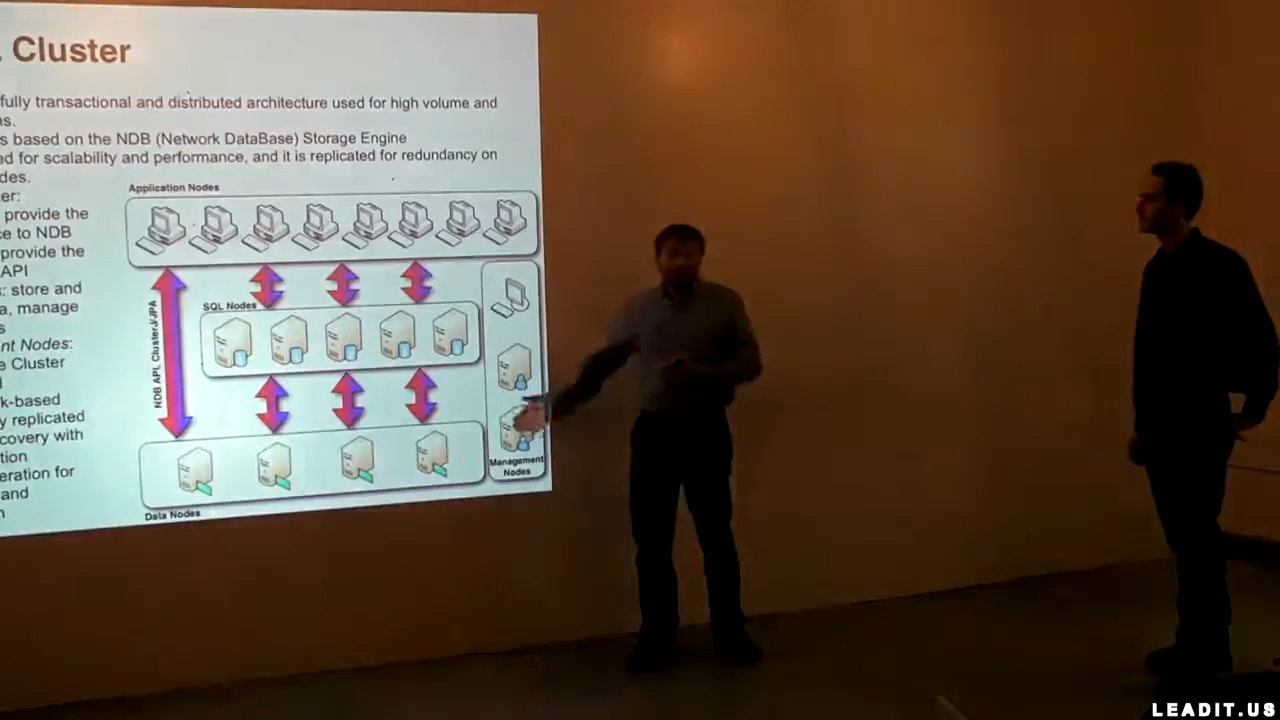 . Cluster
fully transactional and distributed architecture used for high volume and
ns.
s based on the NDB (Network DataBase) Storage Engine
ed for scalability and performance, and it is replicated for redundancy on
des.
er:
provide the
ce to NDB
provide the
API
s: store and
a, manage
s
nt Nodes:
e Cluster
l
k-based
y replicated
covery with
tion
eration for
and
n
Application Nodes
SQL Nodes
NDB API, ClusterJ/JPA
Management
Nodes
Data Nodes
LEADIT.US